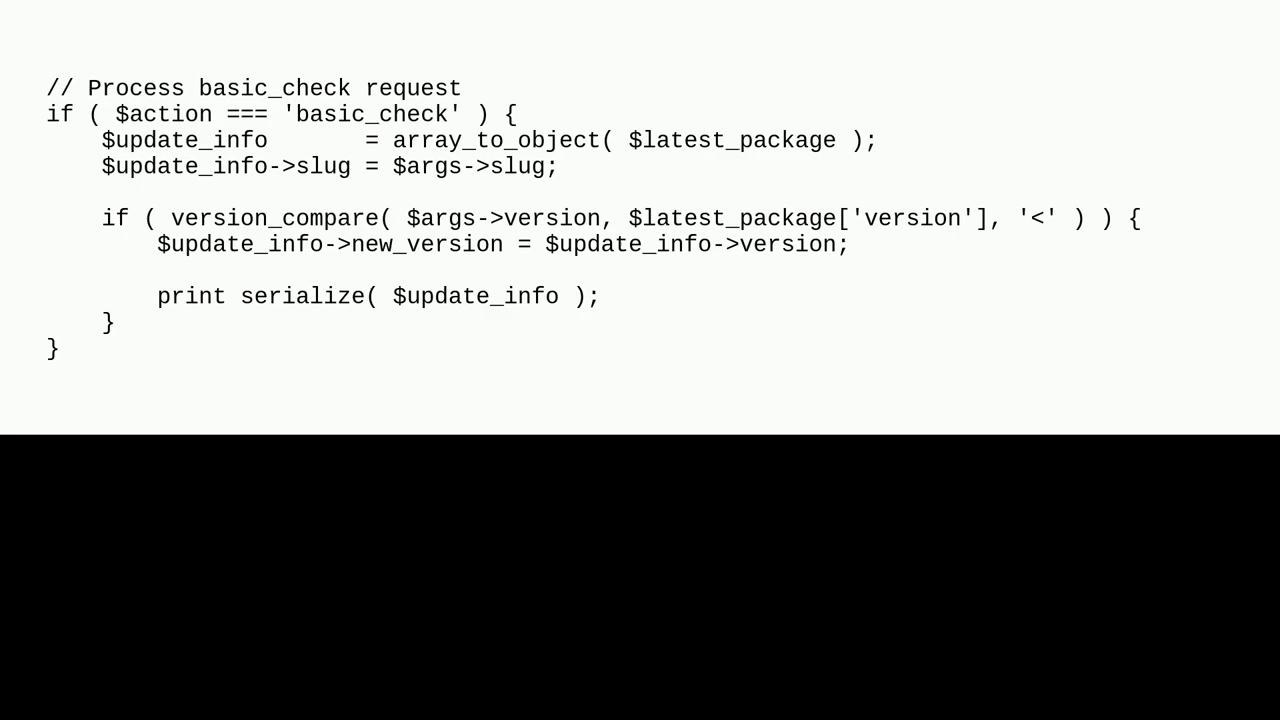 // Process basic_check request
if ( $action === 'basic_check' ) {
    $update_info       = array_to_object( $latest_package );
    $update_info->slug = $args->slug;

    if ( version_compare( $args->version, $latest_package['version'], '<' ) ) {
        $update_info->new_version = $update_info->version;

        print serialize( $update_info );
    }
}